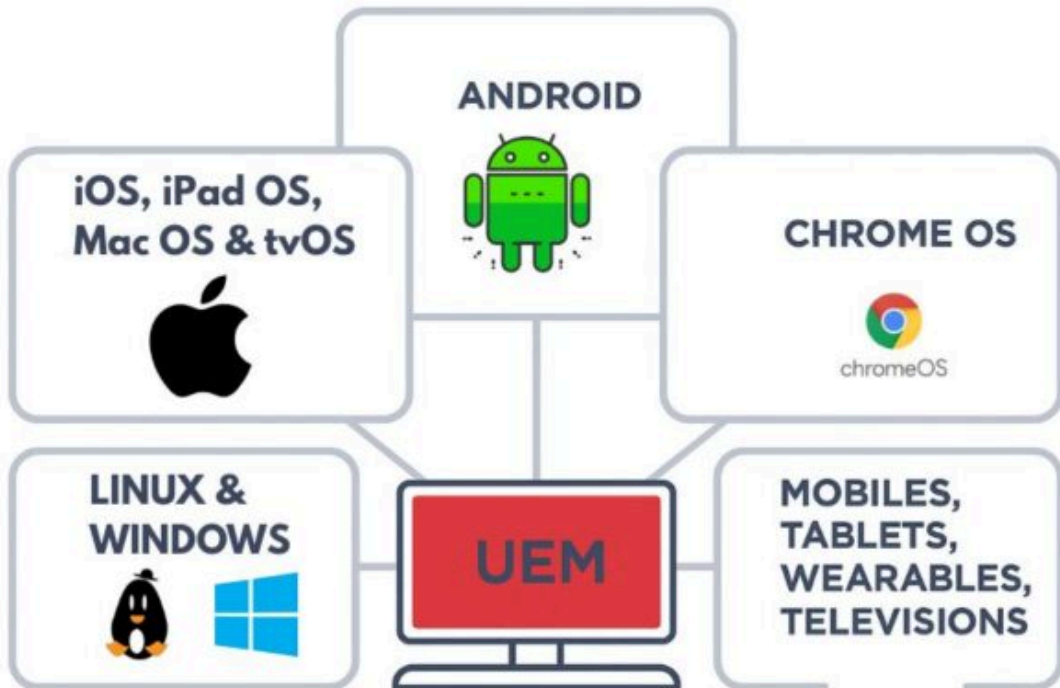 ANDROID
iOS, iPad OS,
Mac OS & tvOS
CHROME OS
chromeOS
LINUX &
WINDOWS
UEM
MOBILES,
TABLETS,
WEARABLES,
TELEVISIONS